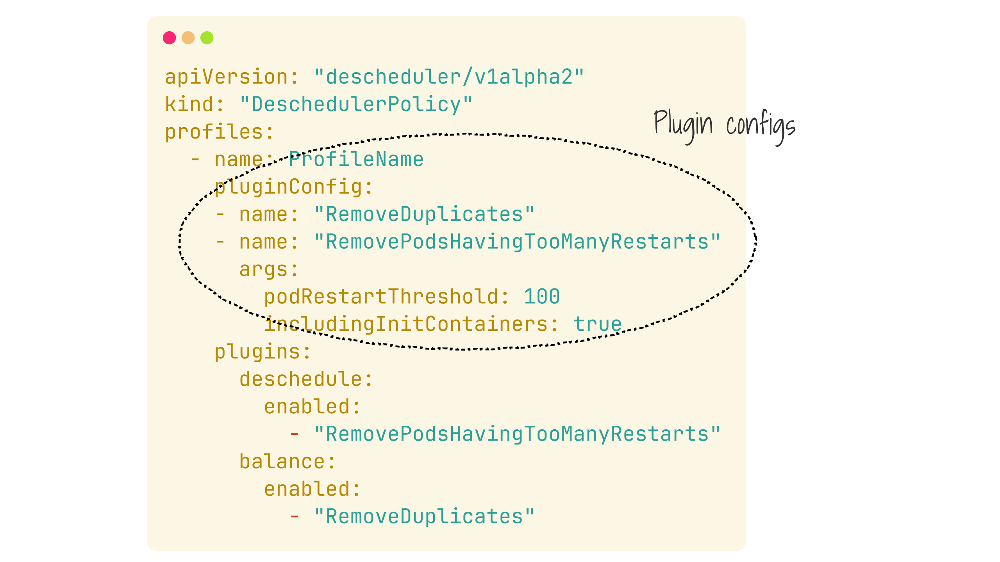 apiVersion: "descheduler/v1alpha2"
kind: "DeschedulerPolicy"
Plugin configs
profiles:
  - name: ProfileName
    pluginConfig:
    - name: "RemoveDuplicates"
    - name: "RemovePodsHavingTooManyRestarts"
      args:
        podRestartThreshold: 100
        includingInitContainers: true
    plugins:
      deschedule:
        enabled:
          - "RemovePodsHavingTooManyRestarts"
      balance:
        enabled:
          - "RemoveDuplicates"